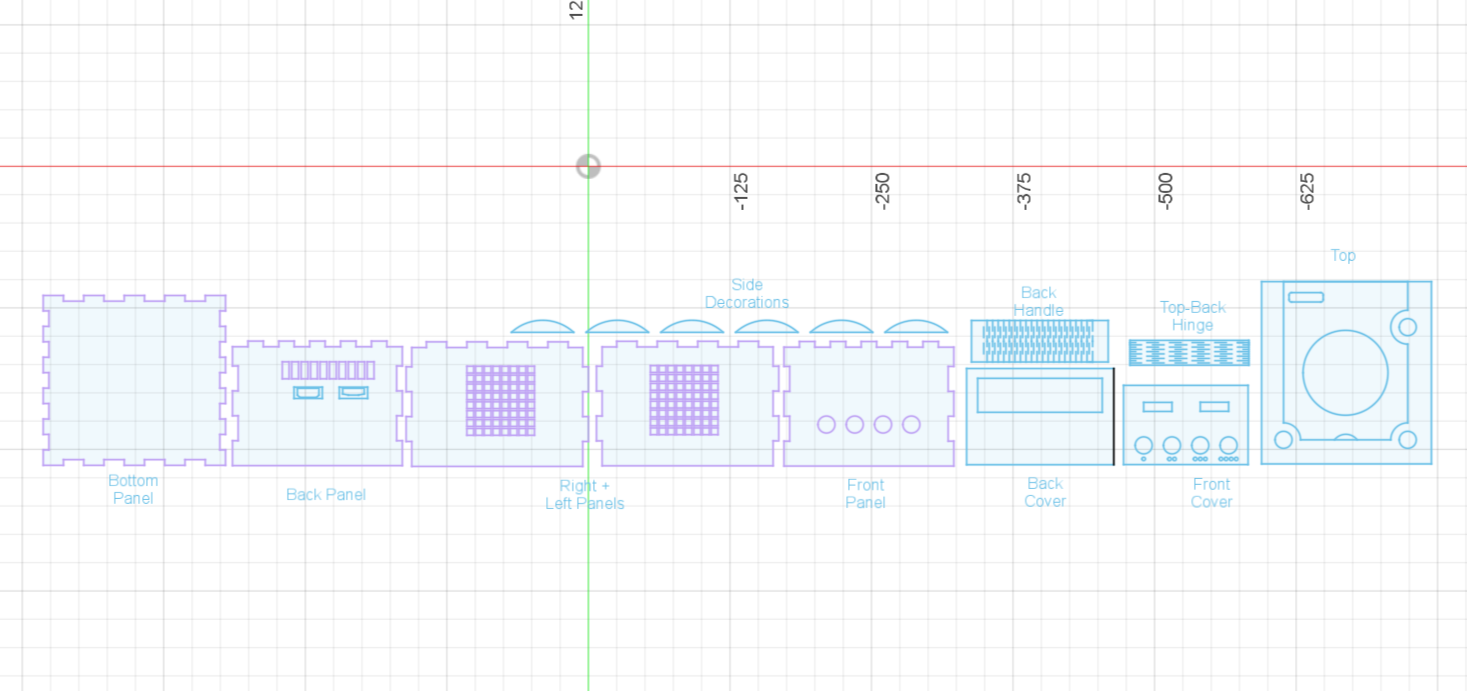 12
-125
-250
-375
-500
-625
Top
Side
Decorations
Back
Handle
Top-Back
Hinge
Bottom
Panel
Back Panel
Right +
Left Panels
Front
Panel
Back
Cover
Front
Cover